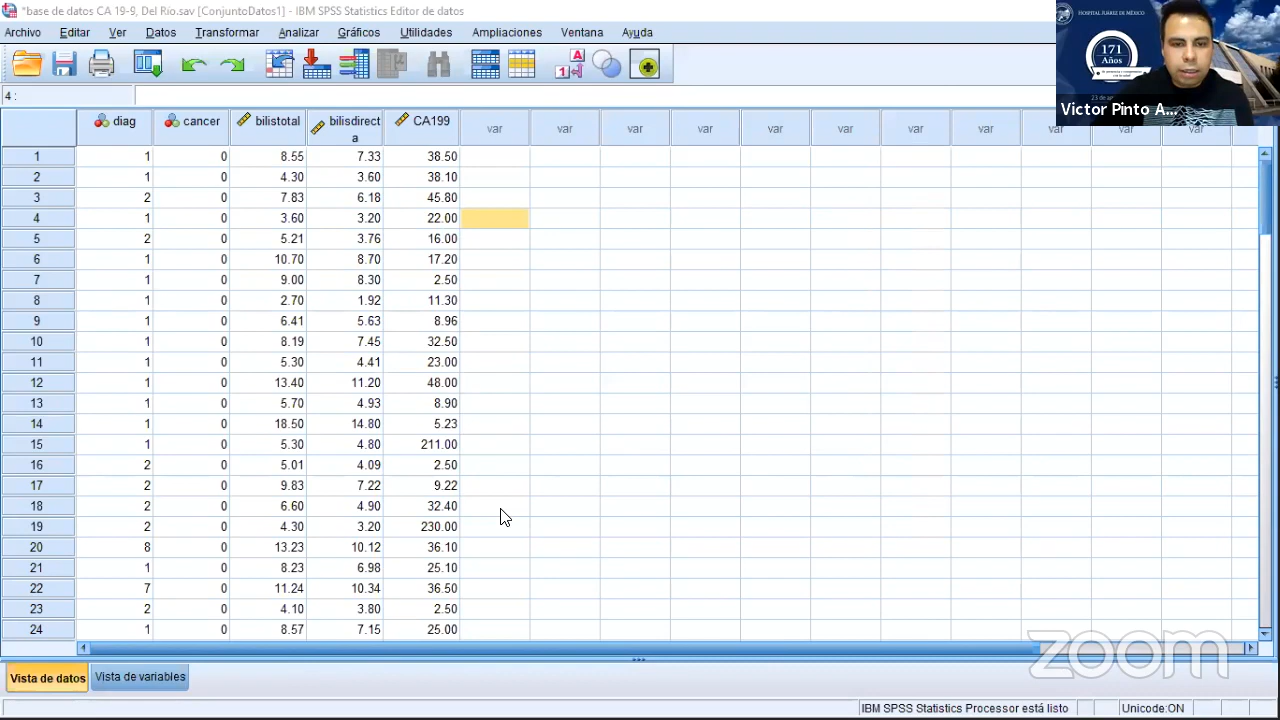 *base de datos CA 19-9, Del Río.sav [ConjuntoDatos1] - IBM SPSS Statistics Editor de datos
Archivo Editar Ver Datos Transformar Analizar Gráficos Utilidades Ampliaciones Ventana Ayuda
4 :
diag cancer bilistotal bilisdirecta CA199 var var var var var var var var var var var
1 1 0 8.55 7.33 38.50
2 1 0 4.30 3.60 38.10
3 2 0 7.83 6.18 45.80
4 1 0 3.60 3.20 22.00
5 2 0 5.21 3.76 16.00
6 1 0 10.70 8.70 17.20
7 1 0 9.00 8.30 2.50
8 1 0 2.70 1.92 11.30
9 1 0 6.41 5.63 8.96
10 1 0 8.19 7.45 32.50
11 1 0 5.30 4.41 23.00
12 1 0 13.40 11.20 48.00
13 1 0 5.70 4.93 8.90
14 1 0 18.50 14.80 5.23
15 1 0 5.30 4.80 211.00
16 2 0 5.01 4.09 2.50
17 2 0 9.83 7.22 9.22
18 2 0 6.60 4.90 32.40
19 2 0 4.30 3.20 230.00
20 8 0 13.23 10.12 36.10
21 1 0 8.23 6.98 25.10
22 7 0 11.24 10.34 36.50
23 2 0 4.10 3.80 2.50
24 1 0 8.57 7.15 25.00
Vista de datos Vista de variables
IBM SPSS Statistics Processor está listo Unicode:ON
HOSPITAL JUÁREZ DE MÉXICO
171
Años
Victor Pinto A...
zoom